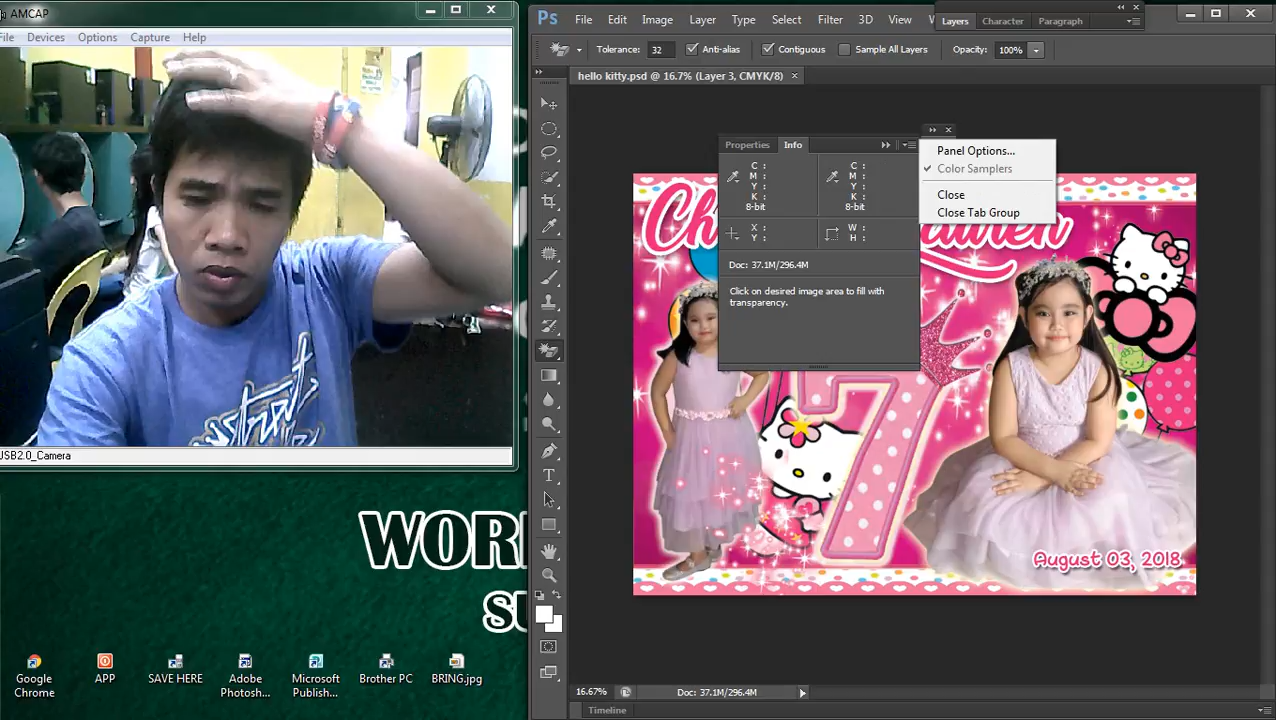 AMCAP
File Devices Options Capture Help
USB2.0_Camera
WOR
SU
Google
Chrome
APP
SAVE HERE
Adobe
Photosh...
Microsoft
Publish...
Brother PC
BRING.jpg
Ps File Edit Image Layer Type Select Filter 3D View W
Layers Character Paragraph
Tolerance: 32 Anti-alias Contiguous Sample All Layers Opacity: 100%
hello kitty.psd @ 16.7% (Layer 3, CMYK/8)
Properties Info
C :
M :
Y :
K :
8-bit
C :
M :
Y :
K :
8-bit
X :
Y :
W :
H :
Doc: 37.1M/296.4M
Click on desired image area to fill with
transparency.
Panel Options...
Color Samplers
Close
Close Tab Group
7
August 03, 2018
16.67% Doc: 37.1M/296.4M
Timeline